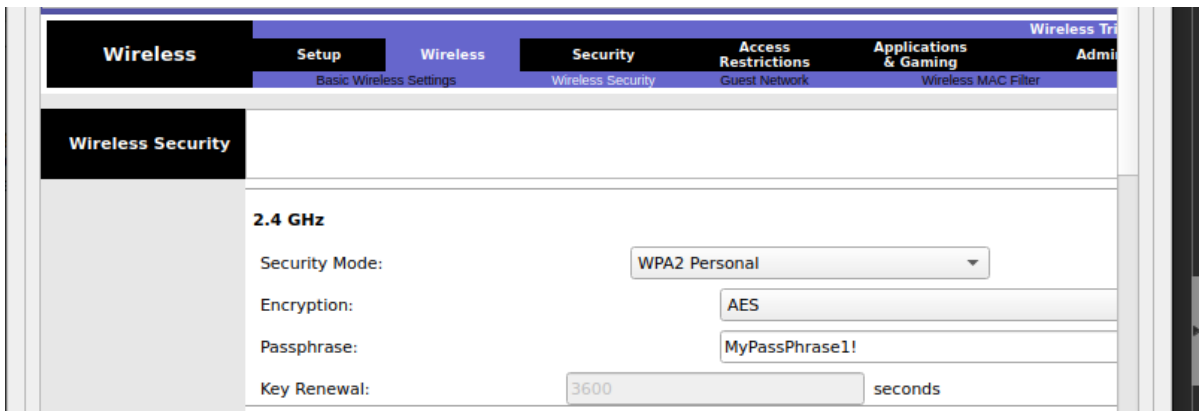 Wireless Tri
Wireless
Setup
Wireless
Security
Access
Restrictions
Applications
& Gaming
Admi
Basic Wireless Settings
Wireless Security
Guest Network
Wireless MAC Filter
Wireless Security
2.4 GHz
Security Mode: WPA2 Personal
Encryption: AES
Passphrase: MyPassPhrase1!
Key Renewal: 3600 seconds